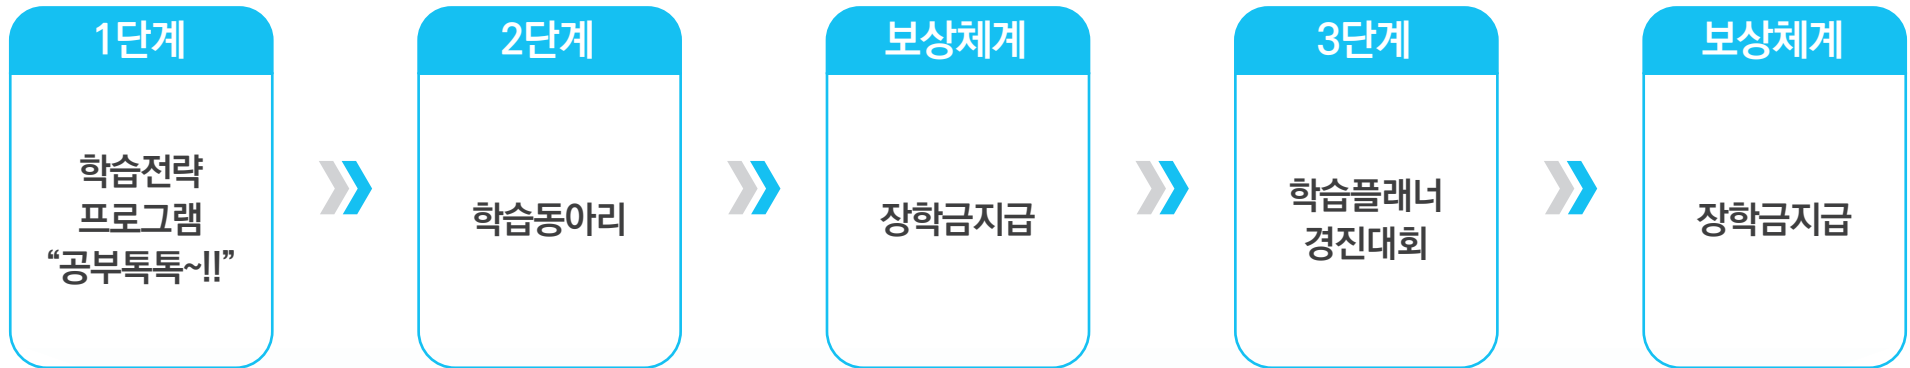 1단계
학습전략
프로그램
“공부톡톡~!!”
2단계
학습동아리
보상체계
장학금지급
3단계
학습플래너
경진대회
보상체계
장학금지급